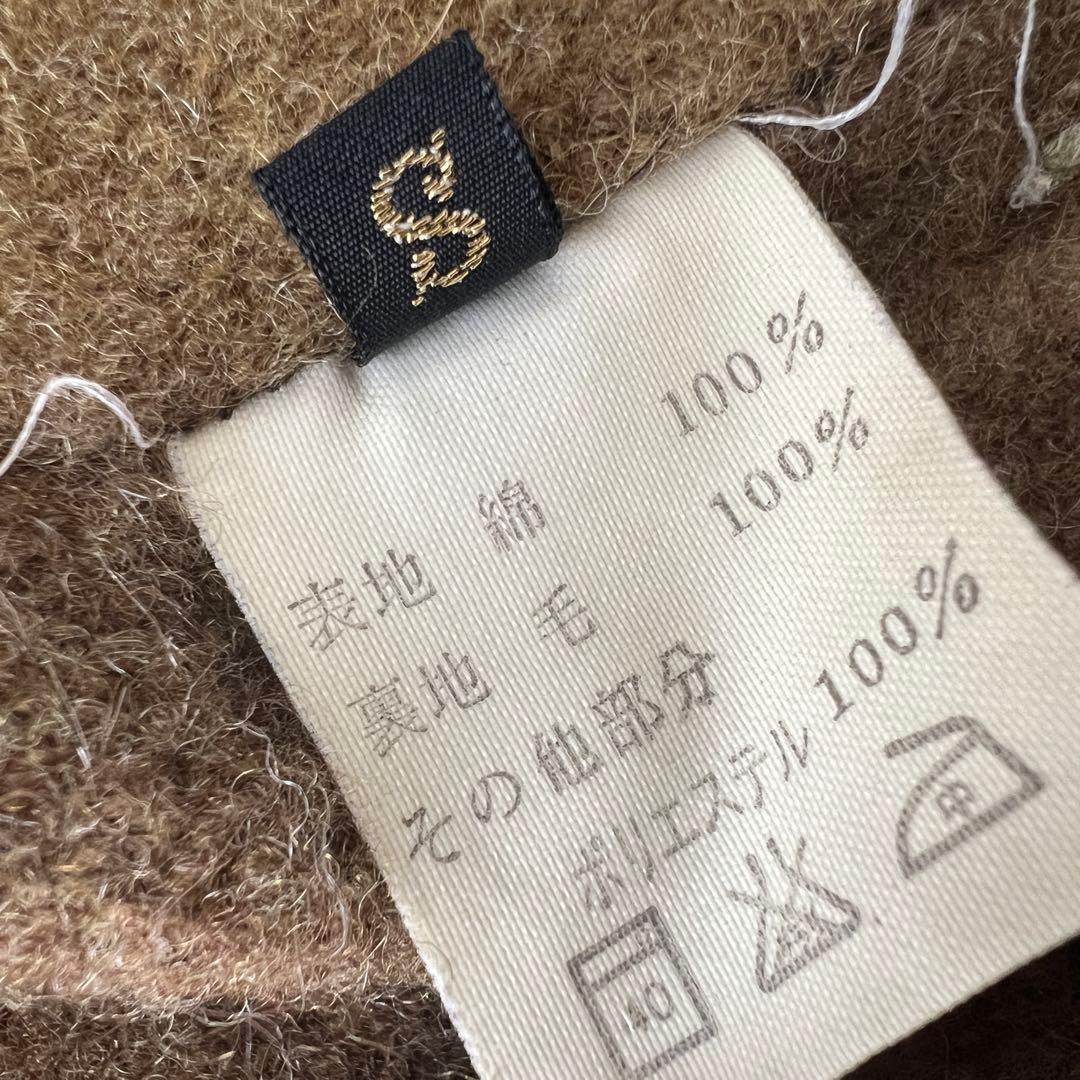 S
表地 綿 100%
裏地 毛 100%
その他部分
ポリエステル 100%
40